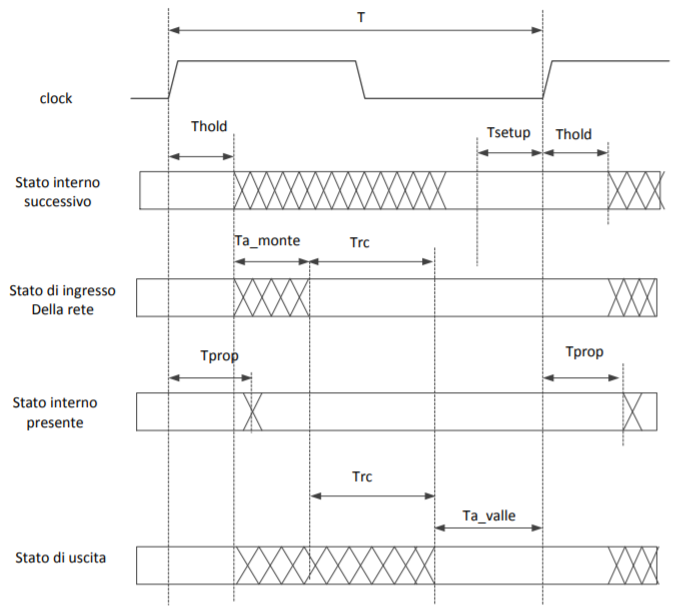 T
clock
Thold
Tsetup
Thold
Stato interno
successivo
Ta_monte
Trc
Stato di ingresso
Della rete
Tprop
Tprop
Stato interno
presente
Trc
Ta_valle
Stato di uscita